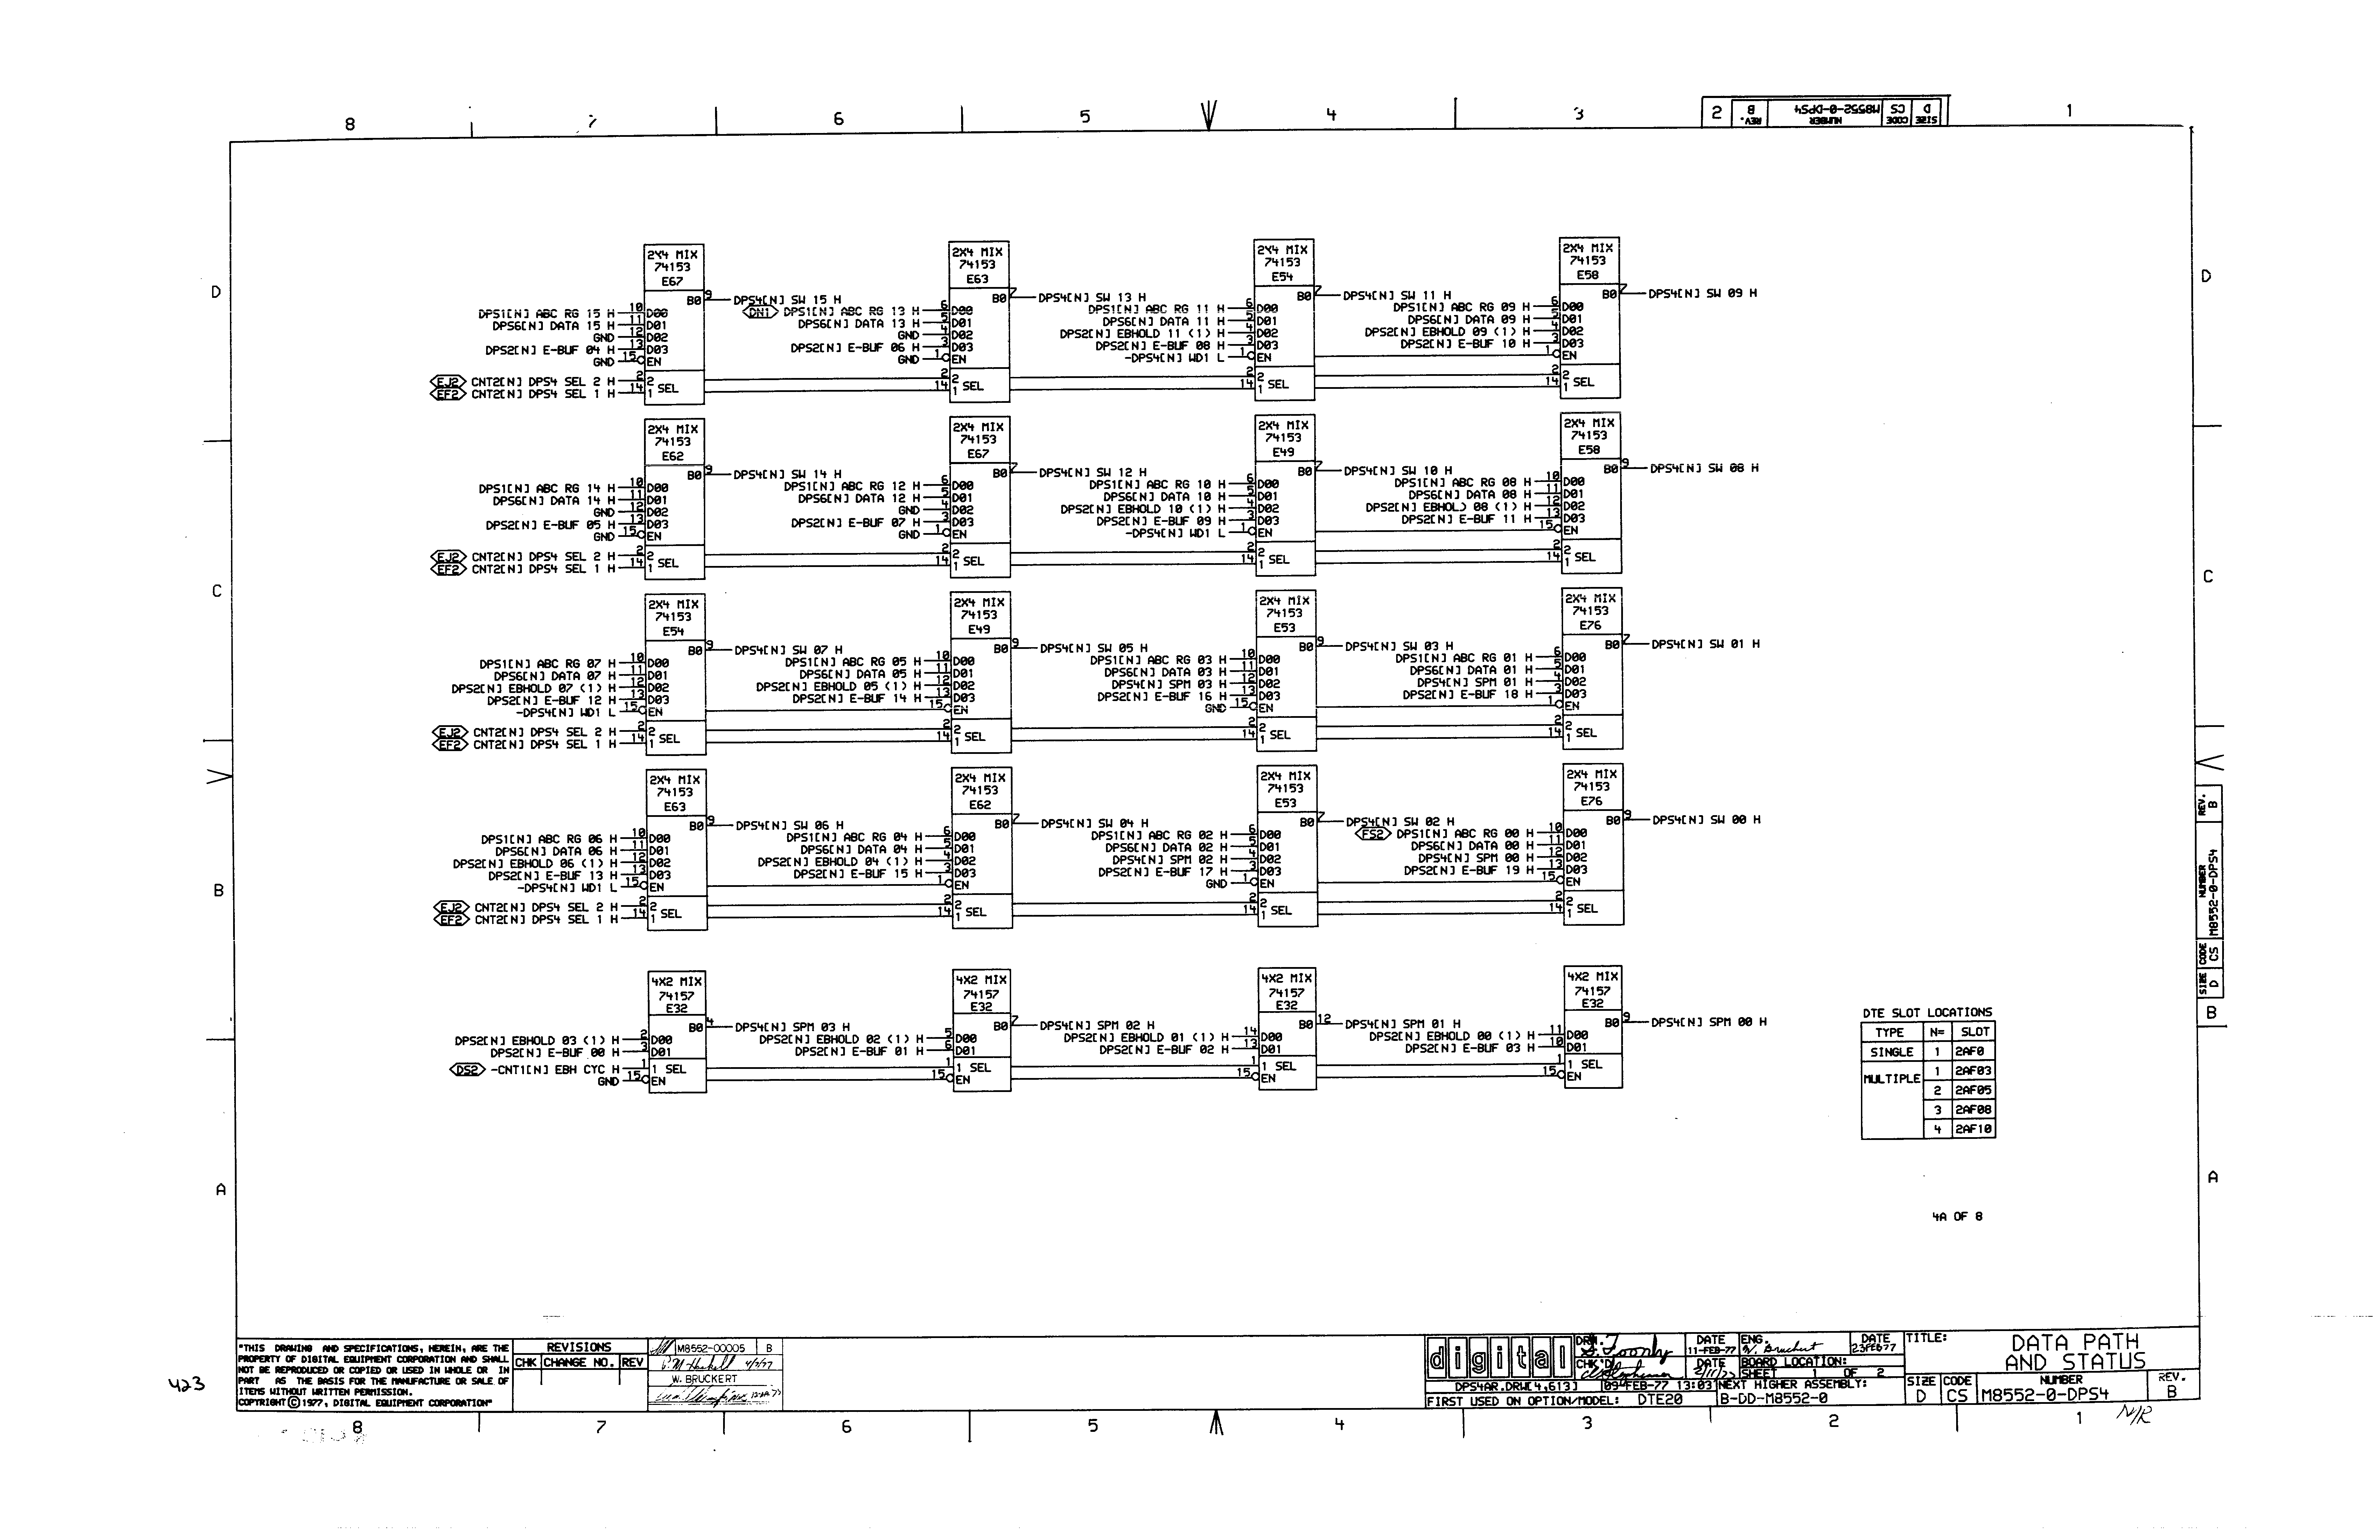 8 7 6 5 4 3 2 1
SIZE CODE NUMBER REV.
D CS M8552-0-DPS4 B
D
C
B
A
2X4 MIX
74153
E67
B0 9 DPS4[N] SW 15 H
DPS1[N] ABC RG 15 H 10 D00
DPS6[N] DATA 15 H 11 D01
GND 12 D02
DPS2[N] E-BUF 04 H 13 D03
GND 15 EN
EJ2 CNT2[N] DPS4 SEL 2 H 2 2
EF2 CNT2[N] DPS4 SEL 1 H 14 1 SEL
2X4 MIX
74153
E63
B0 7 DPS4[N] SW 13 H
DN1 DPS1[N] ABC RG 13 H 6 D00
DPS6[N] DATA 13 H 5 D01
GND 4 D02
DPS2[N] E-BUF 06 H 3 D03
GND 1 EN
2 2
14 1 SEL
2X4 MIX
74153
E54
B0 7 DPS4[N] SW 11 H
DPS1[N] ABC RG 11 H 6 D00
DPS6[N] DATA 11 H 5 D01
DPS2[N] EBHOLD 11 (1) H 4 D02
DPS2[N] E-BUF 08 H 3 D03
-DPS4[N] WD1 L 1 EN
2 2
14 1 SEL
2X4 MIX
74153
E58
B0 7 DPS4[N] SW 09 H
DPS1[N] ABC RG 09 H 6 D00
DPS6[N] DATA 09 H 5 D01
DPS2[N] EBHOLD 09 (1) H 4 D02
DPS2[N] E-BUF 10 H 3 D03
1 EN
2 2
14 1 SEL
2X4 MIX
74153
E62
B0 9 DPS4[N] SW 14 H
DPS1[N] ABC RG 14 H 10 D00
DPS6[N] DATA 14 H 11 D01
GND 12 D02
DPS2[N] E-BUF 05 H 13 D03
GND 15 EN
EJ2 CNT2[N] DPS4 SEL 2 H 2 2
EF2 CNT2[N] DPS4 SEL 1 H 14 1 SEL
2X4 MIX
74153
E67
B0 7 DPS4[N] SW 12 H
DPS1[N] ABC RG 12 H 6 D00
DPS6[N] DATA 12 H 5 D01
GND 4 D02
DPS2[N] E-BUF 07 H 3 D03
GND 1 EN
2 2
14 1 SEL
2X4 MIX
74153
E49
B0 7 DPS4[N] SW 10 H
DPS1[N] ABC RG 10 H 6 D00
DPS6[N] DATA 10 H 5 D01
DPS2[N] EBHOLD 10 (1) H 4 D02
DPS2[N] E-BUF 09 H 3 D03
-DPS4[N] WD1 L 1 EN
2 2
14 1 SEL
2X4 MIX
74153
E58
B0 9 DPS4[N] SW 08 H
DPS1[N] ABC RG 08 H 10 D00
DPS6[N] DATA 08 H 11 D01
DPS2[N] EBHOLD 08 (1) H 12 D02
DPS2[N] E-BUF 11 H 13 D03
15 EN
2 2
14 1 SEL
2X4 MIX
74153
E54
B0 9 DPS4[N] SW 07 H
DPS1[N] ABC RG 07 H 10 D00
DPS6[N] DATA 07 H 11 D01
DPS2[N] EBHOLD 07 (1) H 12 D02
DPS2[N] E-BUF 12 H 13 D03
-DPS4[N] WD1 L 15 EN
EJ2 CNT2[N] DPS4 SEL 2 H 2 2
EF2 CNT2[N] DPS4 SEL 1 H 14 1 SEL
2X4 MIX
74153
E49
B0 9 DPS4[N] SW 05 H
DPS1[N] ABC RG 05 H 10 D00
DPS6[N] DATA 05 H 11 D01
DPS2[N] EBHOLD 05 (1) H 12 D02
DPS2[N] E-BUF 14 H 13 D03
15 EN
2 2
14 1 SEL
2X4 MIX
74153
E53
B0 9 DPS4[N] SW 03 H
DPS1[N] ABC RG 03 H 10 D00
DPS6[N] DATA 03 H 11 D01
DPS4[N] SPM 03 H 12 D02
DPS2[N] E-BUF 16 H 13 D03
GND 15 EN
2 2
14 1 SEL
2X4 MIX
74153
E76
B0 7 DPS4[N] SW 01 H
DPS1[N] ABC RG 01 H 6 D00
DPS6[N] DATA 01 H 5 D01
DPS4[N] SPM 01 H 4 D02
DPS2[N] E-BUF 18 H 3 D03
1 EN
2 2
14 1 SEL
2X4 MIX
74153
E63
B0 9 DPS4[N] SW 06 H
DPS1[N] ABC RG 06 H 10 D00
DPS6[N] DATA 06 H 11 D01
DPS2[N] EBHOLD 06 (1) H 12 D02
DPS2[N] E-BUF 13 H 13 D03
-DPS4[N] WD1 L 15 EN
EJ2 CNT2[N] DPS4 SEL 2 H 2 2
EF2 CNT2[N] DPS4 SEL 1 H 14 1 SEL
2X4 MIX
74153
E62
B0 7 DPS4[N] SW 04 H
DPS1[N] ABC RG 04 H 6 D00
DPS6[N] DATA 04 H 5 D01
DPS2[N] EBHOLD 04 (1) H 4 D02
DPS2[N] E-BUF 15 H 3 D03
1 EN
2 2
14 1 SEL
2X4 MIX
74153
E53
B0 7 DPS4[N] SW 02 H
DPS1[N] ABC RG 02 H 6 D00
DPS6[N] DATA 02 H 5 D01
DPS4[N] SPM 02 H 4 D02
DPS2[N] E-BUF 17 H 3 D03
GND 1 EN
2 2
14 1 SEL
2X4 MIX
74153
E76
B0 9 DPS4[N] SW 00 H
FS2 DPS1[N] ABC RG 00 H 10 D00
DPS6[N] DATA 00 H 11 D01
DPS4[N] SPM 00 H 12 D02
DPS2[N] E-BUF 19 H 13 D03
15 EN
2 2
14 1 SEL
4X2 MIX
74157
E32
B0 4 DPS4[N] SPM 03 H
DPS2[N] EBHOLD 03 (1) H 2 D00
DPS2[N] E-BUF 00 H 3 D01
DS2 -CNT1[N] EBH CYC H 1 1 SEL
GND 15 EN
4X2 MIX
74157
E32
B0 7 DPS4[N] SPM 02 H
DPS2[N] EBHOLD 02 (1) H 5 D00
DPS2[N] E-BUF 01 H 6 D01
1 1 SEL
15 EN
4X2 MIX
74157
E32
B0 12 DPS4[N] SPM 01 H
DPS2[N] EBHOLD 01 (1) H 14 D00
DPS2[N] E-BUF 02 H 13 D01
1 1 SEL
15 EN
4X2 MIX
74157
E32
B0 9 DPS4[N] SPM 00 H
DPS2[N] EBHOLD 00 (1) H 11 D00
DPS2[N] E-BUF 03 H 10 D01
1 1 SEL
15 EN
DTE SLOT LOCATIONS
TYPE N= SLOT
SINGLE 1 2AF0
MULTIPLE 1 2AF03
2 2AF05
3 2AF08
4 2AF10
4A OF 8
D
C
B
A
SIZE CODE NUMBER REV.
D CS M8552-0-DPS4 B
"THIS DRAWING AND SPECIFICATIONS, HEREIN, ARE THE
PROPERTY OF DIGITAL EQUIPMENT CORPORATION AND SHALL
NOT BE REPRODUCED OR COPIED OR USED IN WHOLE OR IN
PART AS THE BASIS FOR THE MANUFACTURE OR SALE OF
ITEMS WITHOUT WRITTEN PERMISSION.
COPYRIGHT © 1977, DIGITAL EQUIPMENT CORPORATION"
REVISIONS
CHK CHANGE NO. REV
M8552-00005 B
4/7/77
W. BRUCKERT
digital
DRN. DATE 11-FEB-77
ENG. W. Bruckert DATE 23FEB77
CHK'D DATE
BOARD LOCATION:
SHEET 1 OF 2
DPS4AR.DRW[4,613] 09-FEB-77 13:03
NEXT HIGHER ASSEMBLY:
FIRST USED ON OPTION/MODEL: DTE20
B-DD-M8552-0
TITLE: DATA PATH
AND STATUS
SIZE CODE NUMBER REV.
D CS M8552-0-DPS4 B
423
N/R
8 7 6 5 4 3 2 1